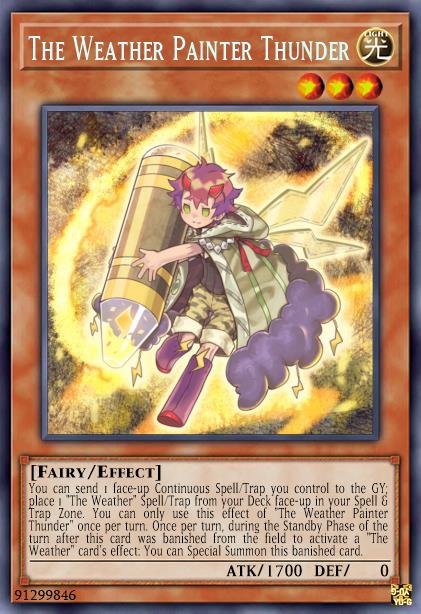 THE WEATHER PAINTER THUNDER
LIGHT
光
[FAIRY/EFFECT]
You can send 1 face-up Continuous Spell/Trap you control to the GY;
place 1 "The Weather" Spell/Trap from your Deck face-up in your Spell &
Trap Zone. You can only use this effect of "The Weather Painter
Thunder" once per turn. Once per turn, during the Standby Phase of the
turn after this card was banished from the field to activate a "The
Weather" card's effect: You can Special Summon this banished card.
ATK/1700 DEF/ 0
91299846